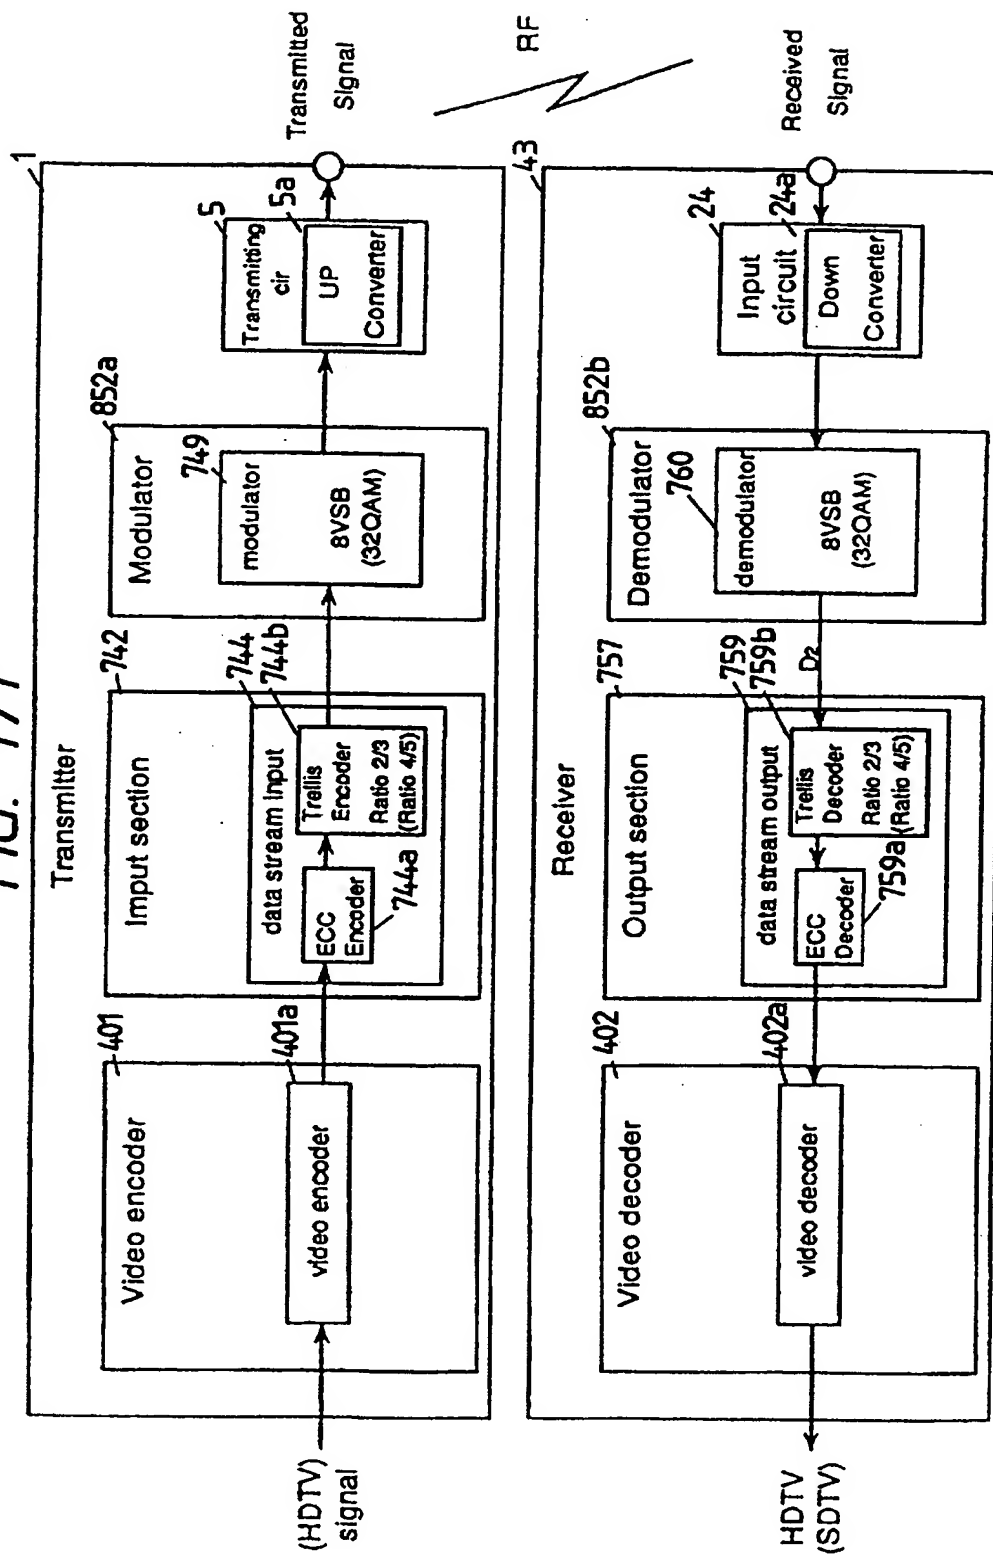 Transmitter
1
(HDTV)
signal
Video encoder
401
video encoder
401a
Imput section
742
data stream input
744
744b
ECC
Encoder
744a
Trellis
Encoder
Ratio 2/3
(Ratio 4/5)
Modulator
852a
749
modulator
8VSB
(32QAM)
5
Transmitting
cir
5a
UP
Converter
Transmitted
Signal
RF
Receiver
43
HDTV
(SDTV)
Video decoder
402
video decoder
402a
Output section
757
data stream output
759
759b
ECC
Decoder
759a
Trellis
Decoder
Ratio 2/3
(Ratio 4/5)
D2
Demodulator
852b
760
demodulator
8VSB
(32QAM)
24
Input
circuit
24a
Down
Converter
Received
Signal